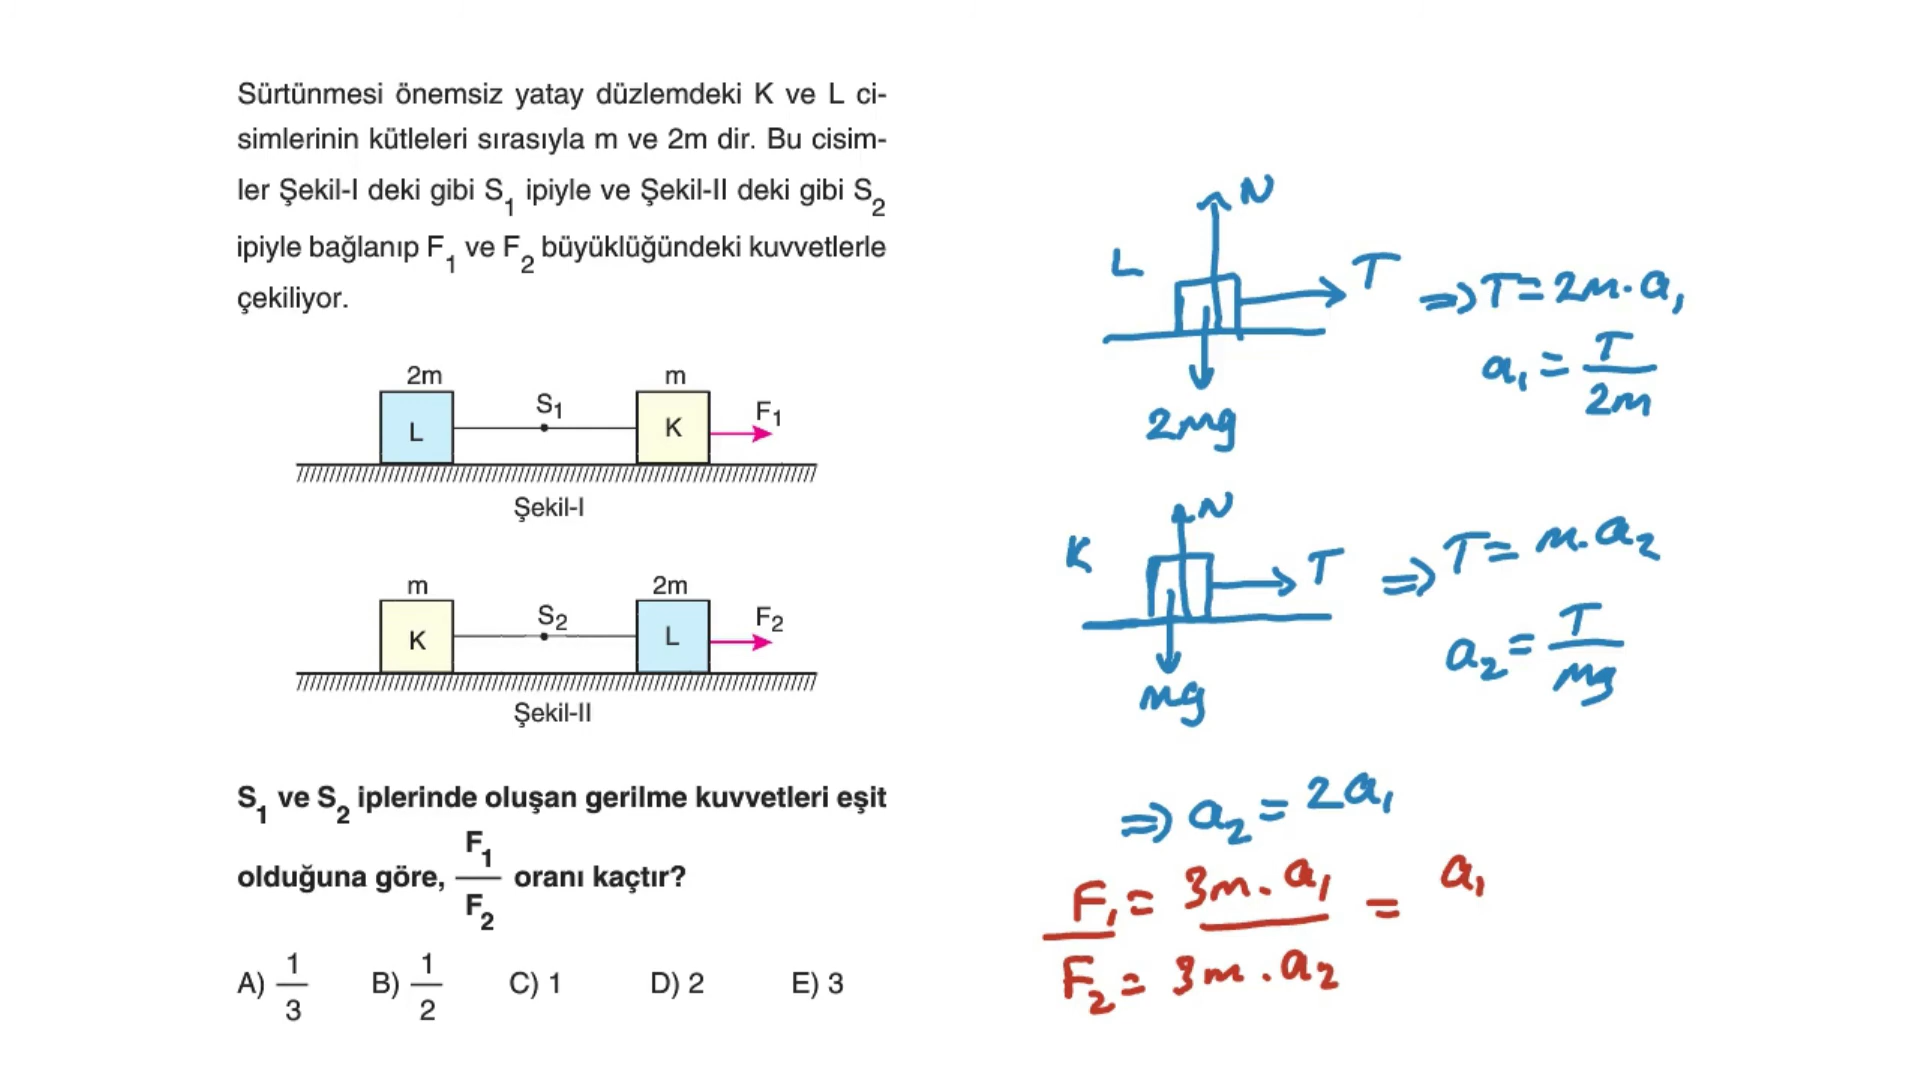 Sürtünmesi önemsiz yatay düzlemdeki K ve L ci-
simlerinin kütleleri sırasıyla m ve 2m dir. Bu cisim-
ler Şekil-I deki gibi S1 ipiyle ve Şekil-II deki gibi S2
ipiyle bağlanıp F1 ve F2 büyüklüğündeki kuvvetlerle
çekiliyor.
2m
m
S1
F1
L
K
Şekil-I
m
2m
S2
F2
K
L
Şekil-II
S1 ve S2 iplerinde oluşan gerilme kuvvetleri eşit
olduğuna göre, F1/F2 oranı kaçtır?
A) 1/3 B) 1/2 C) 1 D) 2 E) 3
N
L
T ⇒ T = 2m.a1
a1 = T/2m
2mg
N
K
T ⇒ T = m.a2
a2 = T/mg
mg
⇒ a2 = 2a1
F1 = 3m.a1 = a1
F2 = 3m.a2